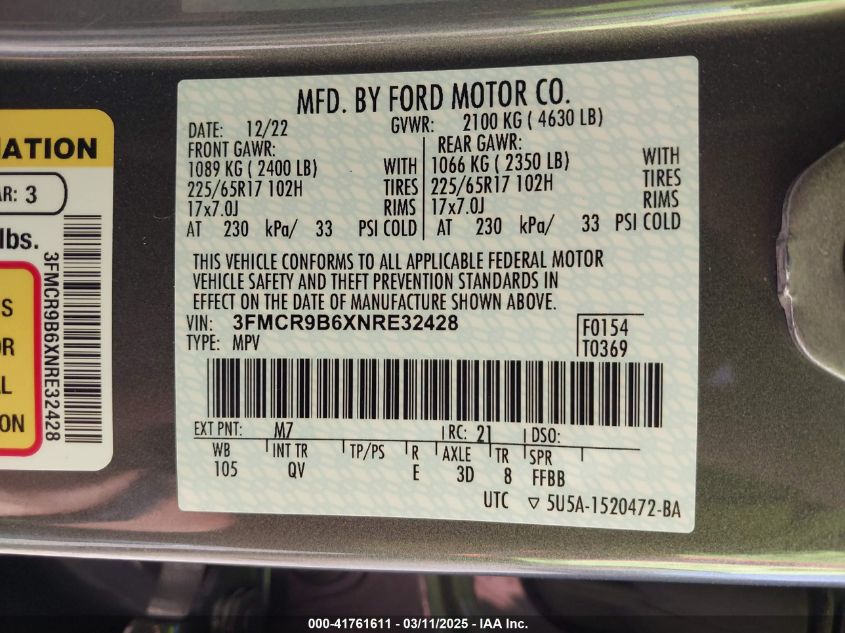 MATION
AR: 3
lbs.
S
OR
L
ON
3FMCR9B6XNRE32428
MFD. BY FORD MOTOR CO.
DATE: 12/22 GVWR: 2100 KG ( 4630 LB)
FRONT GAWR: REAR GAWR:
1089 KG ( 2400 LB) WITH 1066 KG ( 2350 LB) WITH
225/65R17 102H TIRES 225/65R17 102H TIRES
17x7.0J RIMS 17x7.0J RIMS
AT 230 kPa/ 33 PSI COLD AT 230 kPa/ 33 PSI COLD
THIS VEHICLE CONFORMS TO ALL APPLICABLE FEDERAL MOTOR
VEHICLE SAFETY AND THEFT PREVENTION STANDARDS IN
EFFECT ON THE DATE OF MANUFACTURE SHOWN ABOVE.
VIN: 3FMCR9B6XNRE32428 F0154
TYPE: MPV T0369
EXT PNT: M7 RC: 21 DSO:
WB INT TR TP/PS R AXLE TR SPR
105 QV E 3D 8 FFBB
UTC ▽ 5U5A-1520472-BA
000-41761611 - 03/11/2025 - IAA Inc.